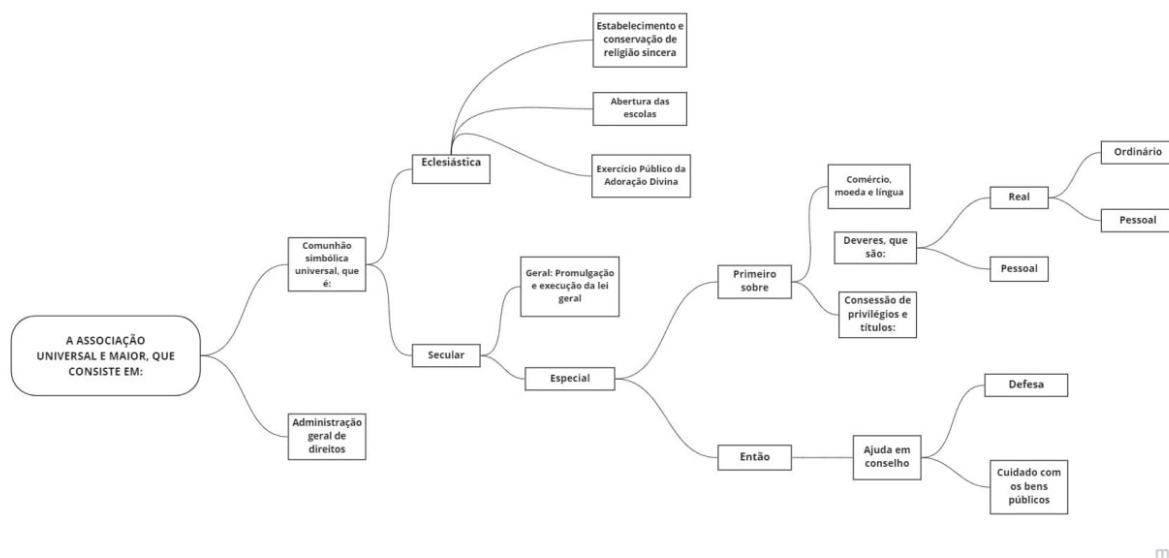 A ASSOCIAÇÃO
UNIVERSAL E MAIOR, QUE
CONSISTE EM:
Comunhão
simbólica
universal, que
é:
Administração
geral de
direitos
Eclesiástica
Estabelecimento e
conservação de
religião sincera
Abertura das
escolas
Exercício Público da
Adoração Divina
Secular
Geral: Promulgação
e execução da lei
geral
Especial
Primeiro
sobre
Comércio,
moeda e língua
Deveres, que
são:
Real
Ordinário
Pessoal
Pessoal
Consessão de
privilégios e
títulos:
Então
Ajuda em
conselho
Defesa
Cuidado com
os bens
públicos
m